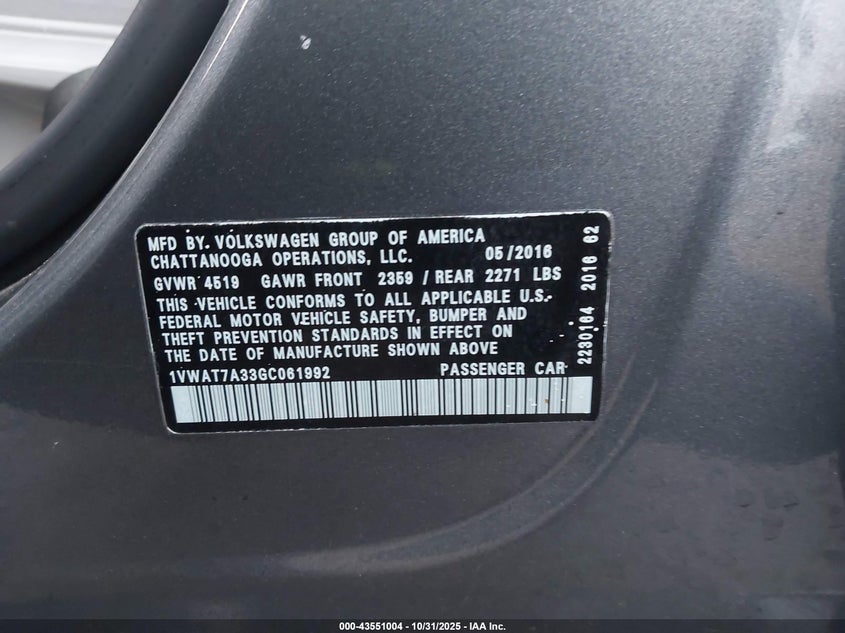 MFD BY. VOLKSWAGEN GROUP OF AMERICA
CHATTANOOGA OPERATIONS, LLC. 05/2016
GVWR 4519 GAWR FRONT 2359 / REAR 2271 LBS
THIS VEHICLE CONFORMS TO ALL APPLICABLE U.S.
FEDERAL MOTOR VEHICLE SAFETY, BUMPER AND
THEFT PREVENTION STANDARDS IN EFFECT ON
THE DATE OF MANUFACTURE SHOWN ABOVE
1VWAT7A33GC061992 PASSENGER CAR
2230164 2016 62
000-43551004 - 10/31/2025 - IAA Inc.